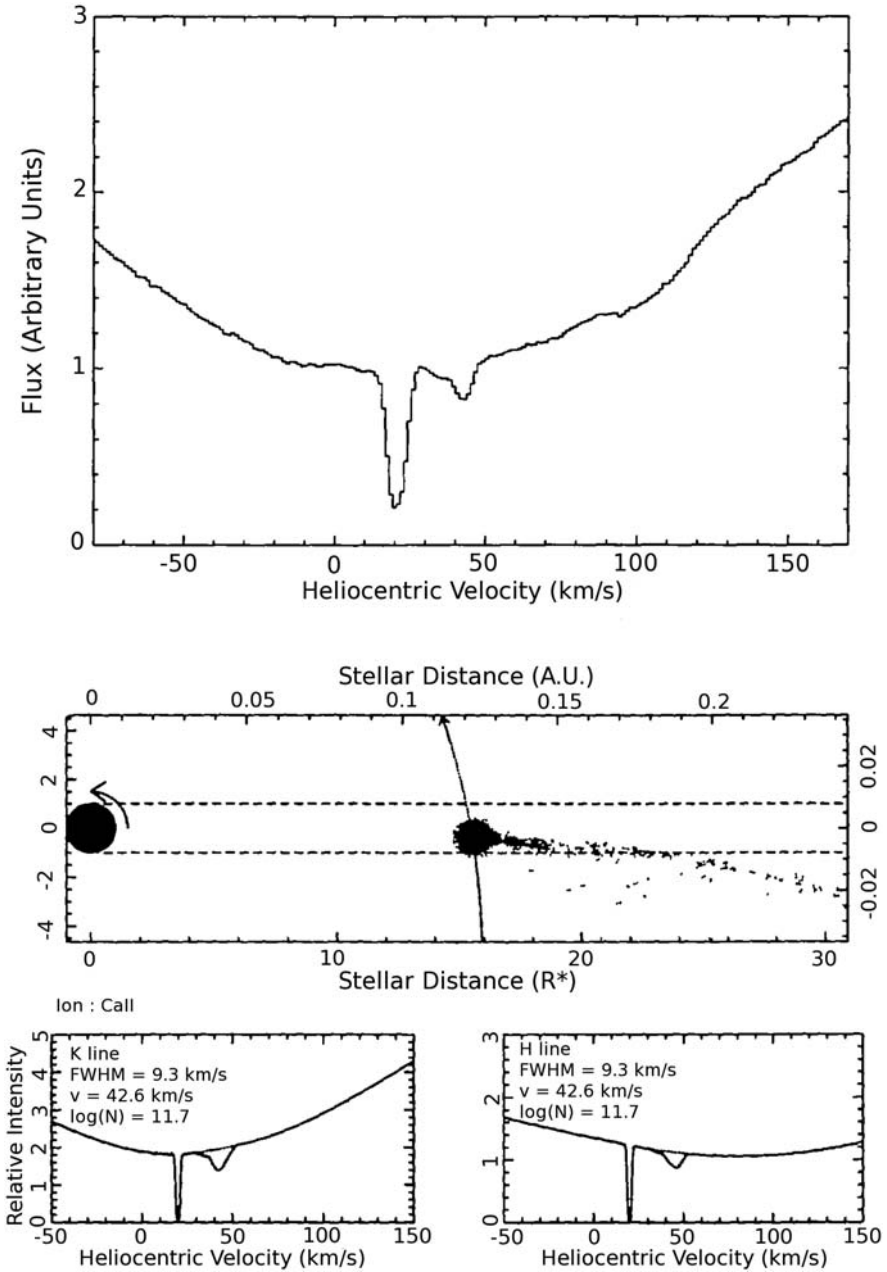 3
2
1
0
Flux (Arbitrary Units)
-50 0 50 100 150
Heliocentric Velocity (km/s)
Stellar Distance (A.U.)
0 0.05 0.1 0.15 0.2
4
2
0
-2
-4
0.02
0
-0.02
0 10 20 30
Stellar Distance (R*)
Ion : CaII
5
4
3
2
1
0
Relative Intensity
K line
FWHM = 9.3 km/s
v = 42.6 km/s
log(N) = 11.7
-50 0 50 100 150
Heliocentric Velocity (km/s)
3
2
1
0
H line
FWHM = 9.3 km/s
v = 42.6 km/s
log(N) = 11.7
-50 0 50 100 150
Heliocentric Velocity (km/s)